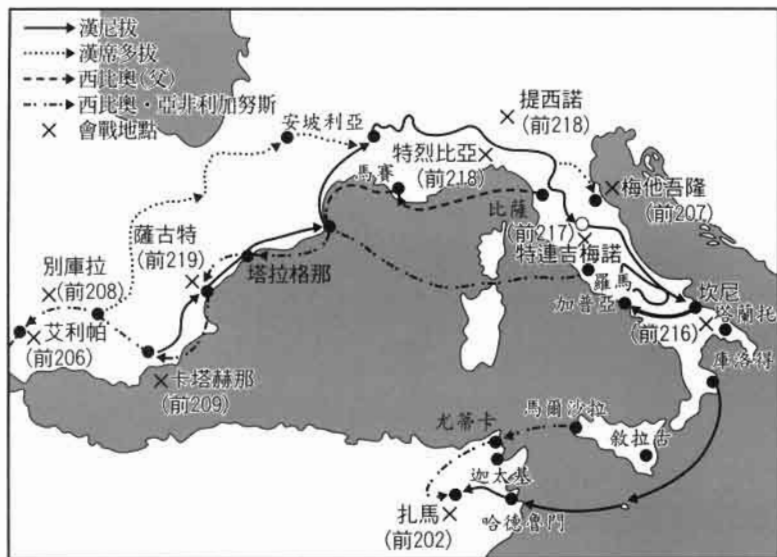 漢尼拔
漢席多拔
西比奧(父)
西比奧・亞非利加努斯
× 會戰地點
提西諾
(前218)
安坡利亞
特烈比亞
(前218)
馬賽
梅他吾隆
(前207)
比薩
(前217)
特連吉梅諾
薩古特
(前219)
塔拉格那
別庫拉
(前208)
羅馬
加普亞
坎尼
(前216)
塔蘭托
艾利帕
(前206)
卡塔赫那
(前209)
庫洛得
馬爾沙拉
尤蒂卡
敘拉古
迦太基
扎馬
(前202)
哈德魯門